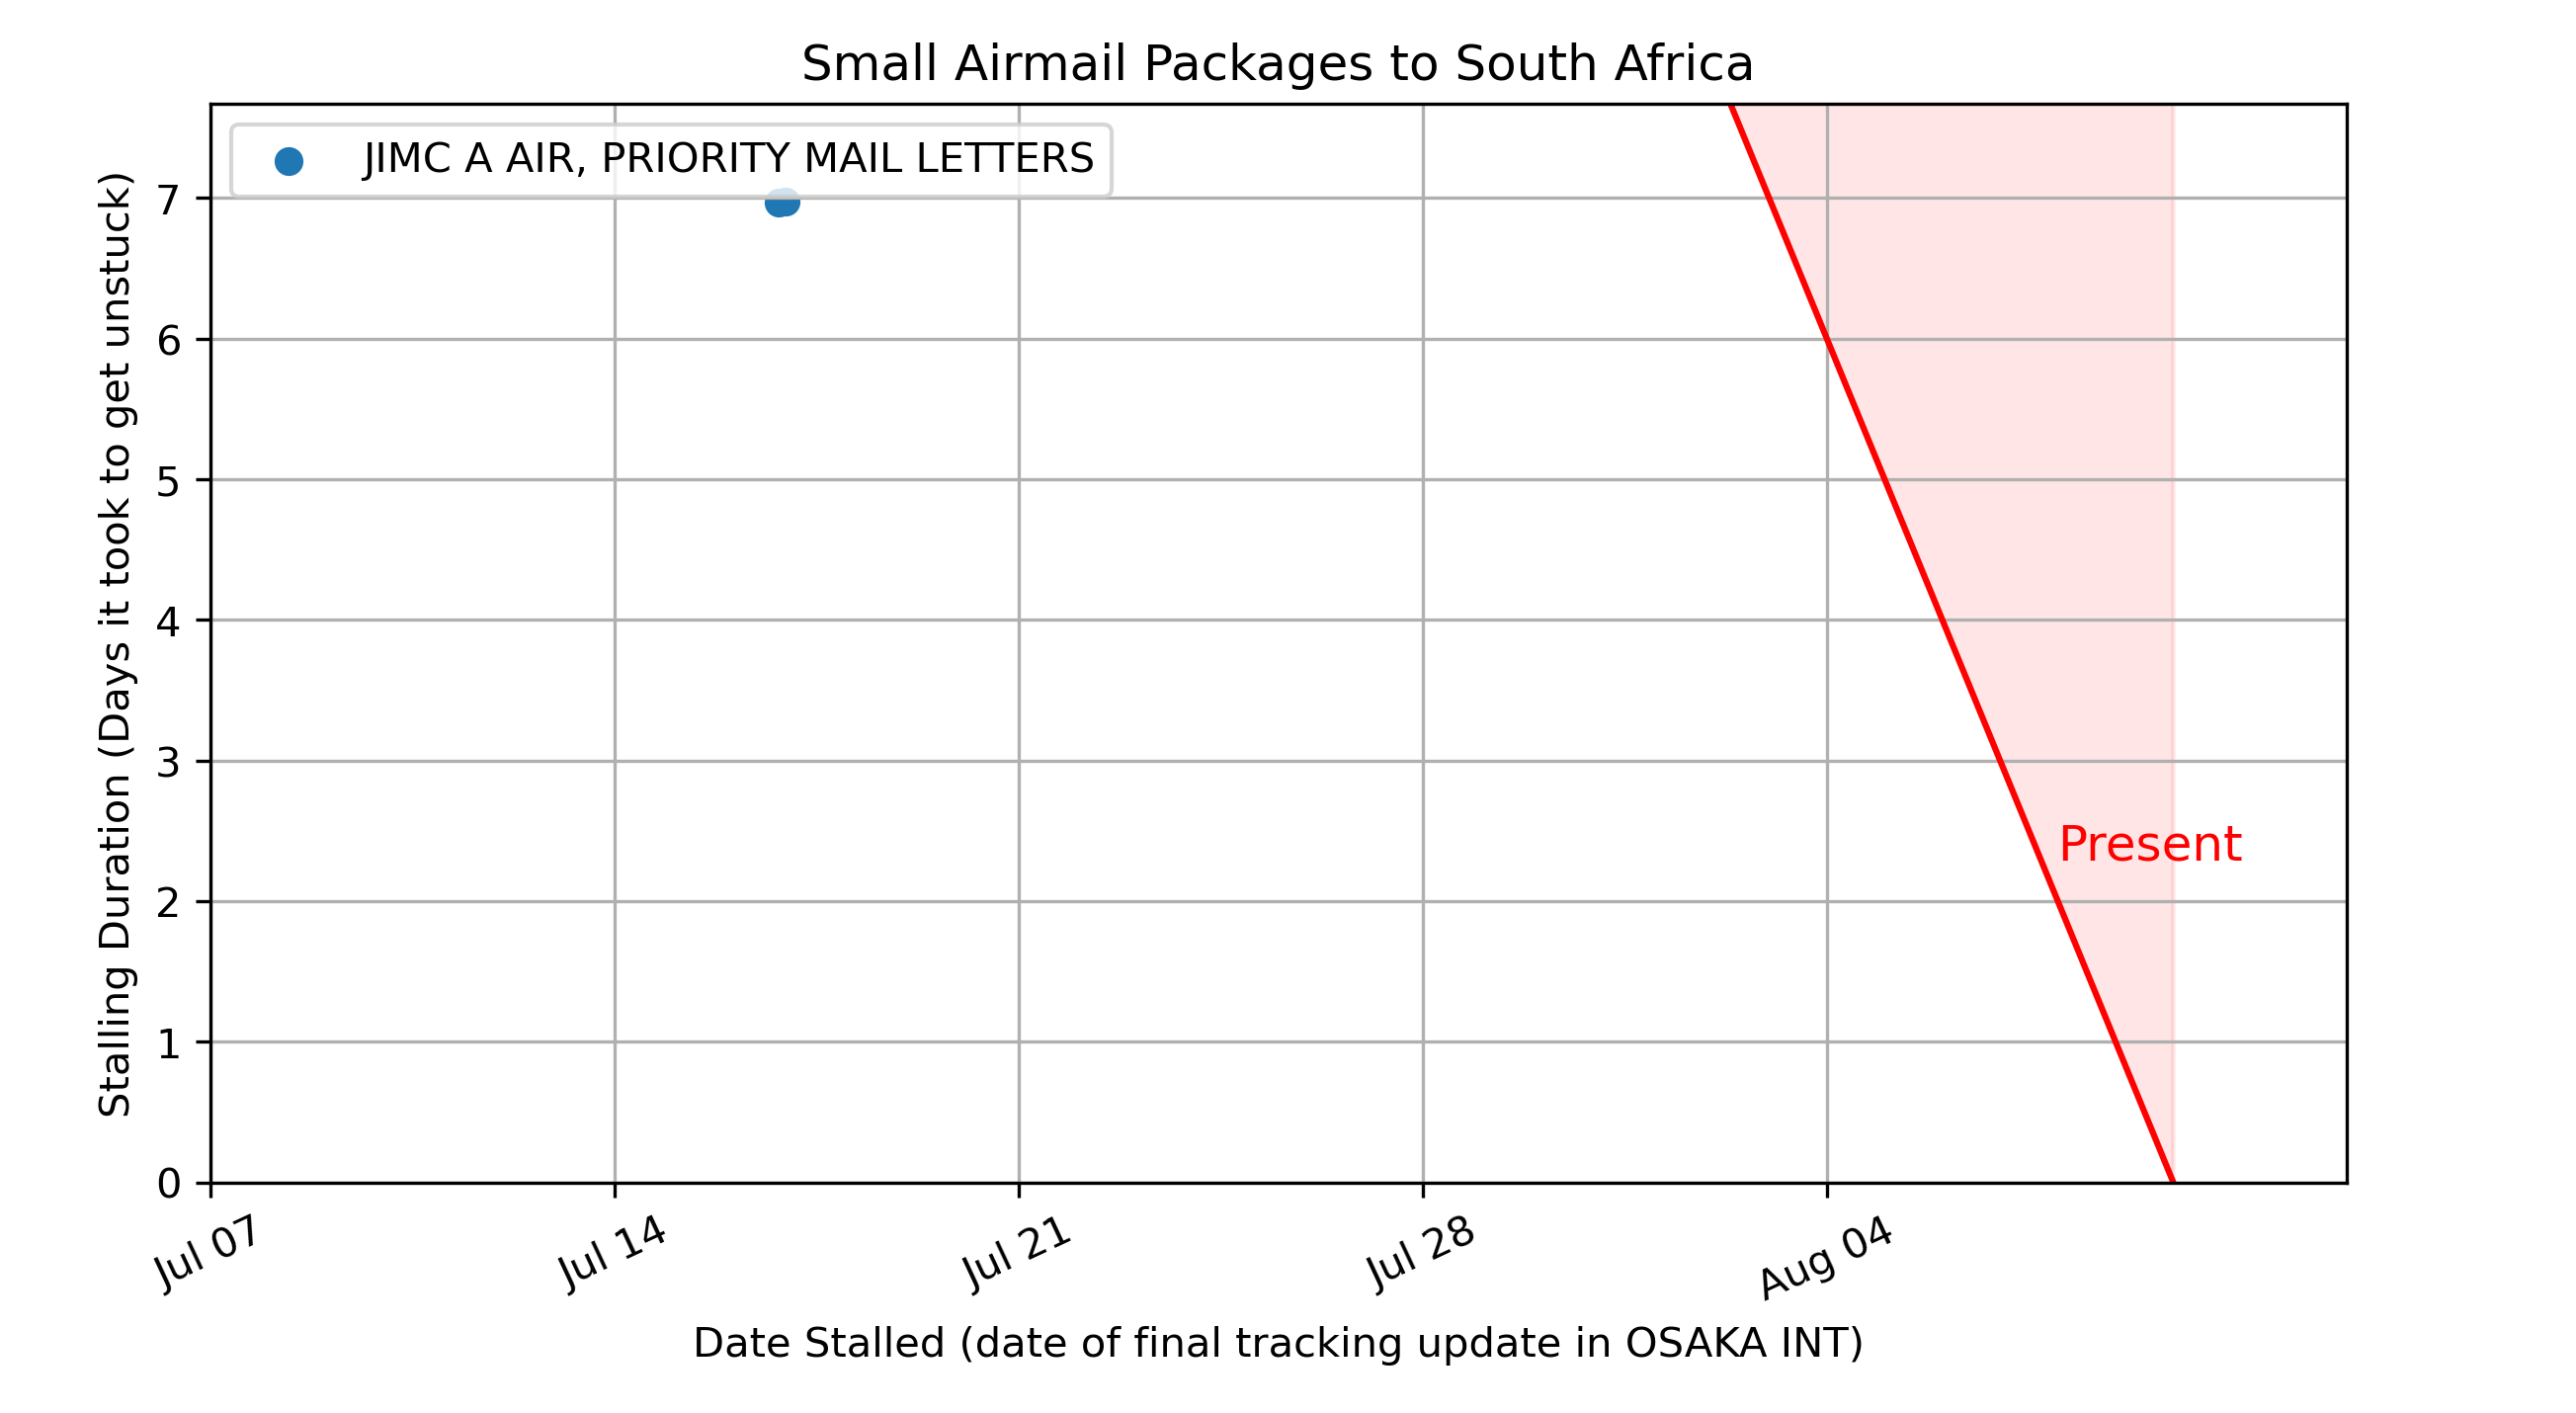 Small Airmail Packages to South Africa
JIMC A AIR, PRIORITY MAIL LETTERS
Stalling Duration (Days it took to get unstuck)
7
6
5
4
3
2
1
0
Present
Jul 07
Jul 14
Jul 21
Jul 28
Aug 04
Date Stalled (date of final tracking update in OSAKA INT)